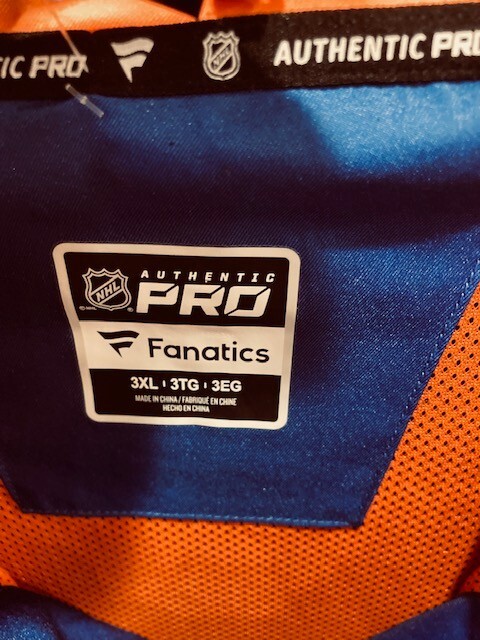 IC PRO AUTHENTIC PRO
NHL
AUTHENTIC
PRO
NHL
Fanatics
3XL 3TG 3EG
MADE IN CHINA / FABRIQUÉ EN CHINE
HECHO EN CHINA